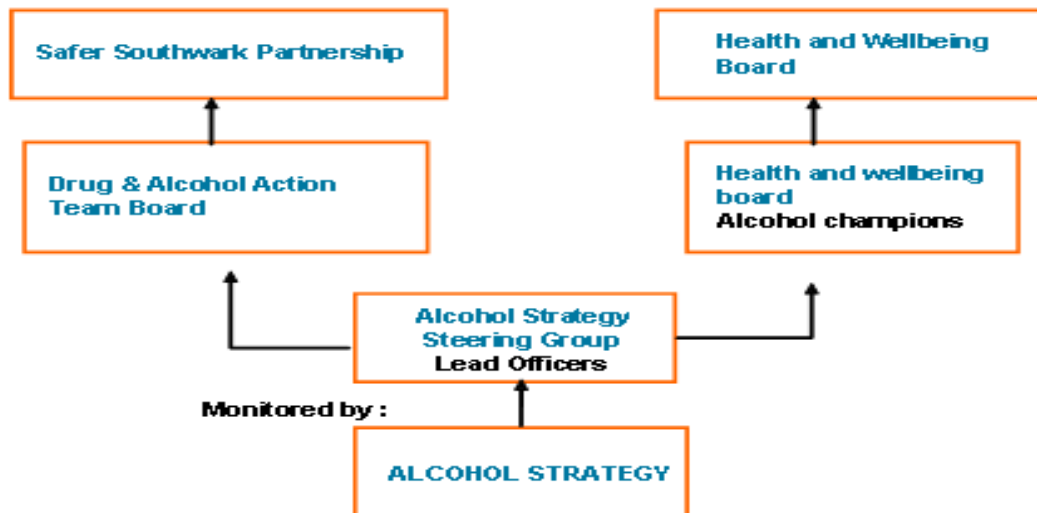 Safer Southwark Partnership
Health and Wellbeing
Board
Drug & Alcohol Action
Team Board
Health and wellbeing
board
Alcohol champions
Alcohol Strategy
Steering Group
Lead Officers
Monitored by :
ALCOHOL STRATEGY